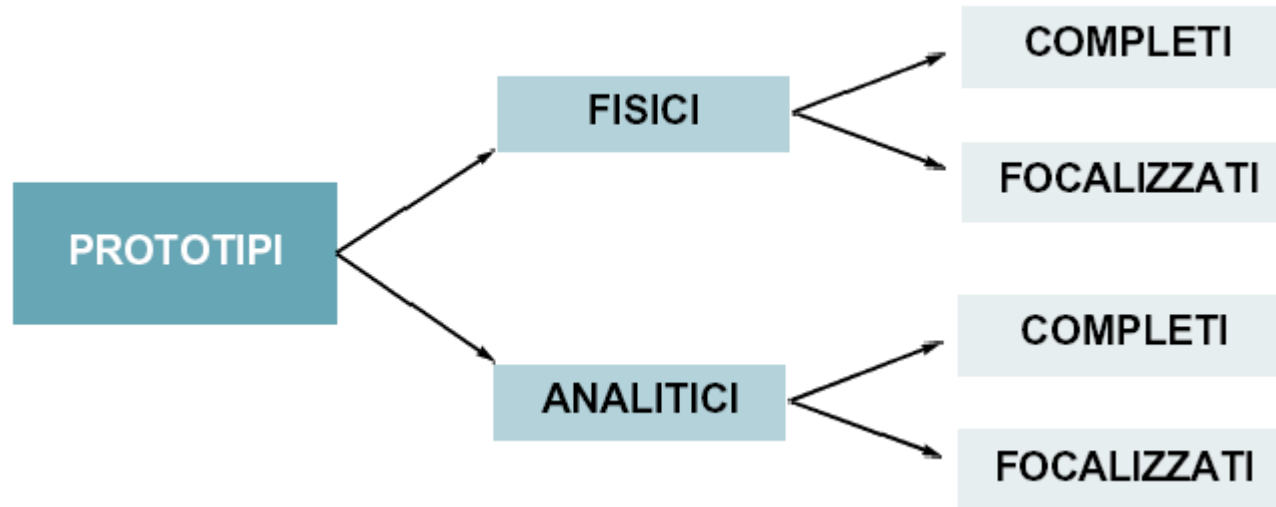 PROTOTIPI
FISICI
COMPLETI
FOCALIZZATI
ANALITICI
COMPLETI
FOCALIZZATI